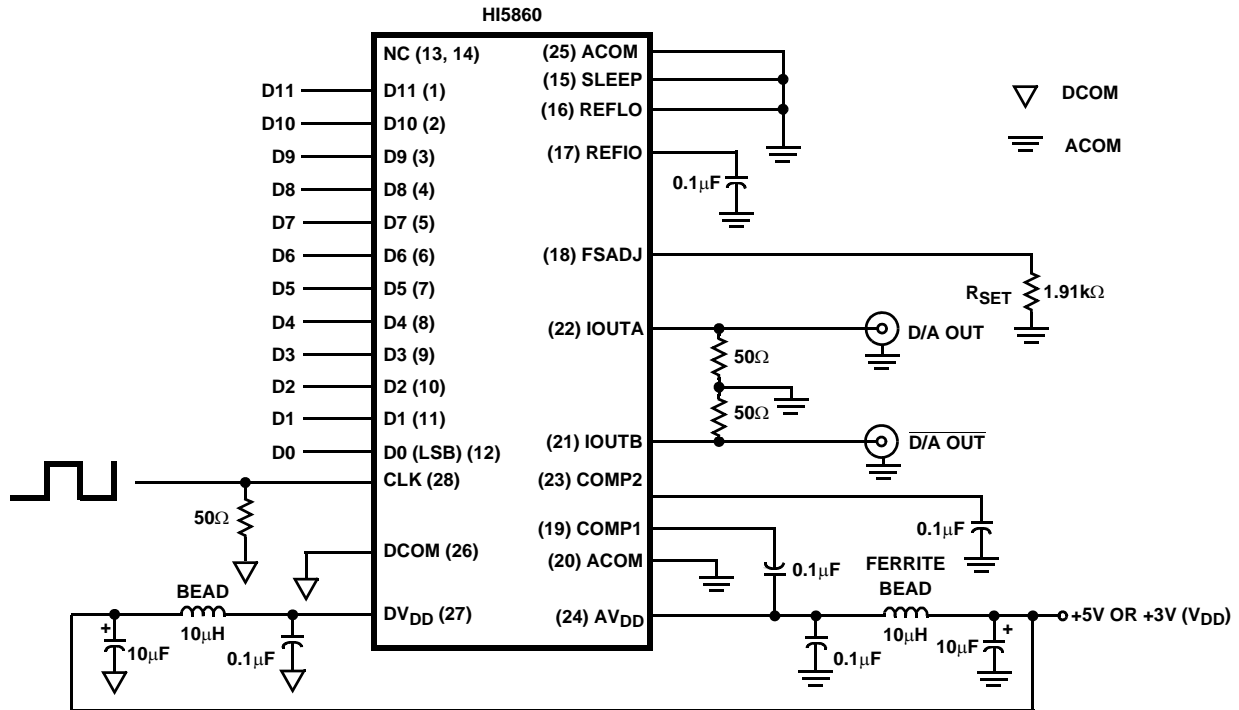 HI5860
NC (13, 14)
(25) ACOM
(15) SLEEP
(16) REFLO
(17) REFIO
0.1μF
DCOM
ACOM
D11
D11 (1)
D10
D10 (2)
D9
D9 (3)
D8
D8 (4)
D7
D7 (5)
D6
D6 (6)
D5
D5 (7)
D4
D4 (8)
D3
D3 (9)
D2
D2 (10)
D1
D1 (11)
D0
D0 (LSB) (12)
CLK (28)
50Ω
DCOM (26)
BEAD
DVDD (27)
+
10μF
10μH
0.1μF
(18) FSADJ
RSET
1.91kΩ
(22) IOUTA
D/A OUT
50Ω
50Ω
(21) IOUTB
D/A OUT
(23) COMP2
0.1μF
(19) COMP1
0.1μF
(20) ACOM
FERRITE
BEAD
(24) AVDD
10μH
+
+5V OR +3V (VDD)
0.1μF
10μF